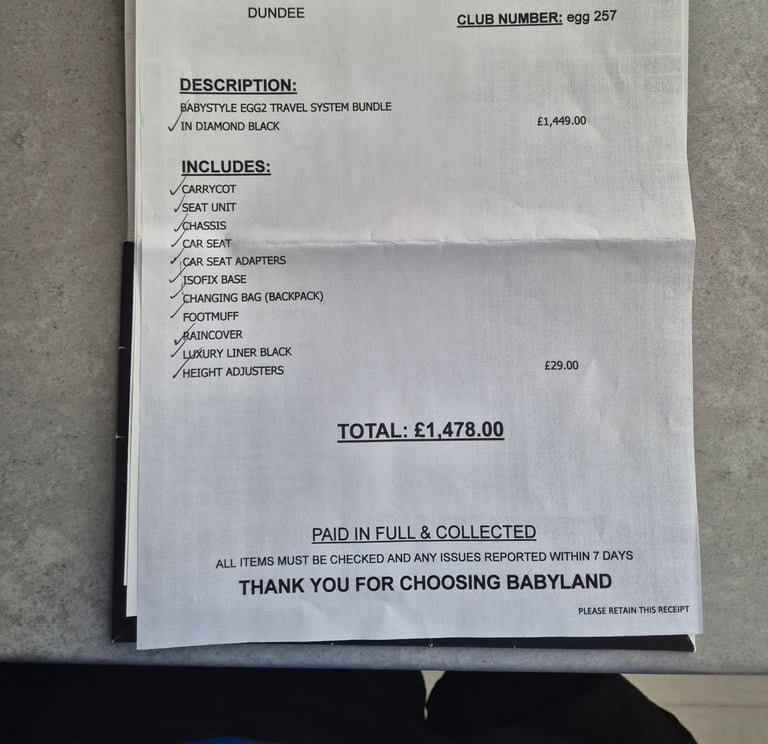 DUNDEE
CLUB NUMBER: egg 257
DESCRIPTION:
BABYSTYLE EGG2 TRAVEL SYSTEM BUNDLE
IN DIAMOND BLACK £1,449.00
INCLUDES:
CARRYCOT
SEAT UNIT
CHASSIS
CAR SEAT
CAR SEAT ADAPTERS
ISOFIX BASE
CHANGING BAG (BACKPACK)
FOOTMUFF
RAINCOVER
LUXURY LINER BLACK
HEIGHT ADJUSTERS £29.00
TOTAL: £1,478.00
PAID IN FULL & COLLECTED
ALL ITEMS MUST BE CHECKED AND ANY ISSUES REPORTED WITHIN 7 DAYS
THANK YOU FOR CHOOSING BABYLAND
PLEASE RETAIN THIS RECEIPT